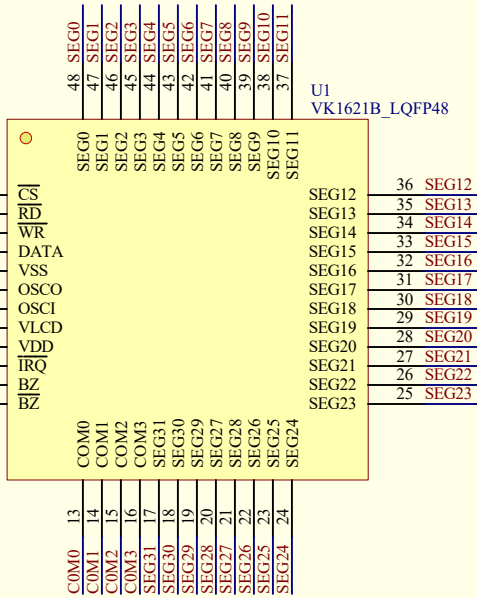 48 SEG0
47 SEG1
46 SEG2
45 SEG3
44 SEG4
43 SEG5
42 SEG6
41 SEG7
40 SEG8
39 SEG9
38 SEG10
37 SEG11
U1
VK1621B_LQFP48
SEG0
SEG1
SEG2
SEG3
SEG4
SEG5
SEG6
SEG7
SEG8
SEG9
SEG10
SEG11
CS
RD
WR
DATA
VSS
OSCO
OSCI
VLCD
VDD
IRQ
BZ
BZ
SEG12 36 SEG12
SEG13 35 SEG13
SEG14 34 SEG14
SEG15 33 SEG15
SEG16 32 SEG16
SEG17 31 SEG17
SEG18 30 SEG18
SEG19 29 SEG19
SEG20 28 SEG20
SEG21 27 SEG21
SEG22 26 SEG22
SEG23 25 SEG23
COM0
COM1
COM2
COM3
SEG31
SEG30
SEG29
SEG27
SEG28
SEG26
SEG25
SEG24
C0M0 13
C0M1 14
C0M2 15
C0M3 16
SEG31 17
SEG30 18
SEG29 19
SEG28 20
SEG27 21
SEG26 22
SEG25 23
SEG24 24